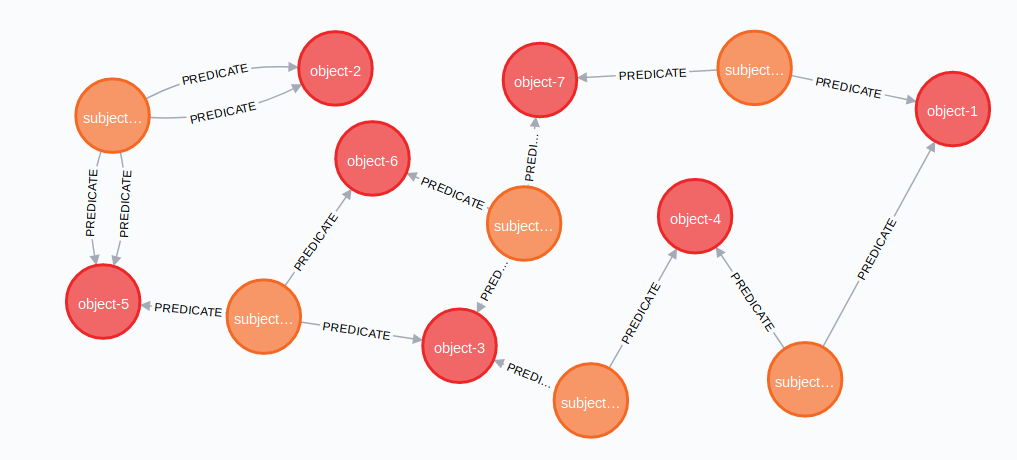 object-2
PREDICATE
PREDICATE
subject...
PREDICATE
PREDICATE
object-5
PREDICATE
subject...
PREDICATE
object-6
PREDICATE
PREDICATE
object-3
subject...
PREDI...
PRED...
object-7
PREDICATE
subject...
PREDICATE
object-1
object-4
PREDICATE
PREDICATE
PREDICATE
PREDI...
subject...
subject...